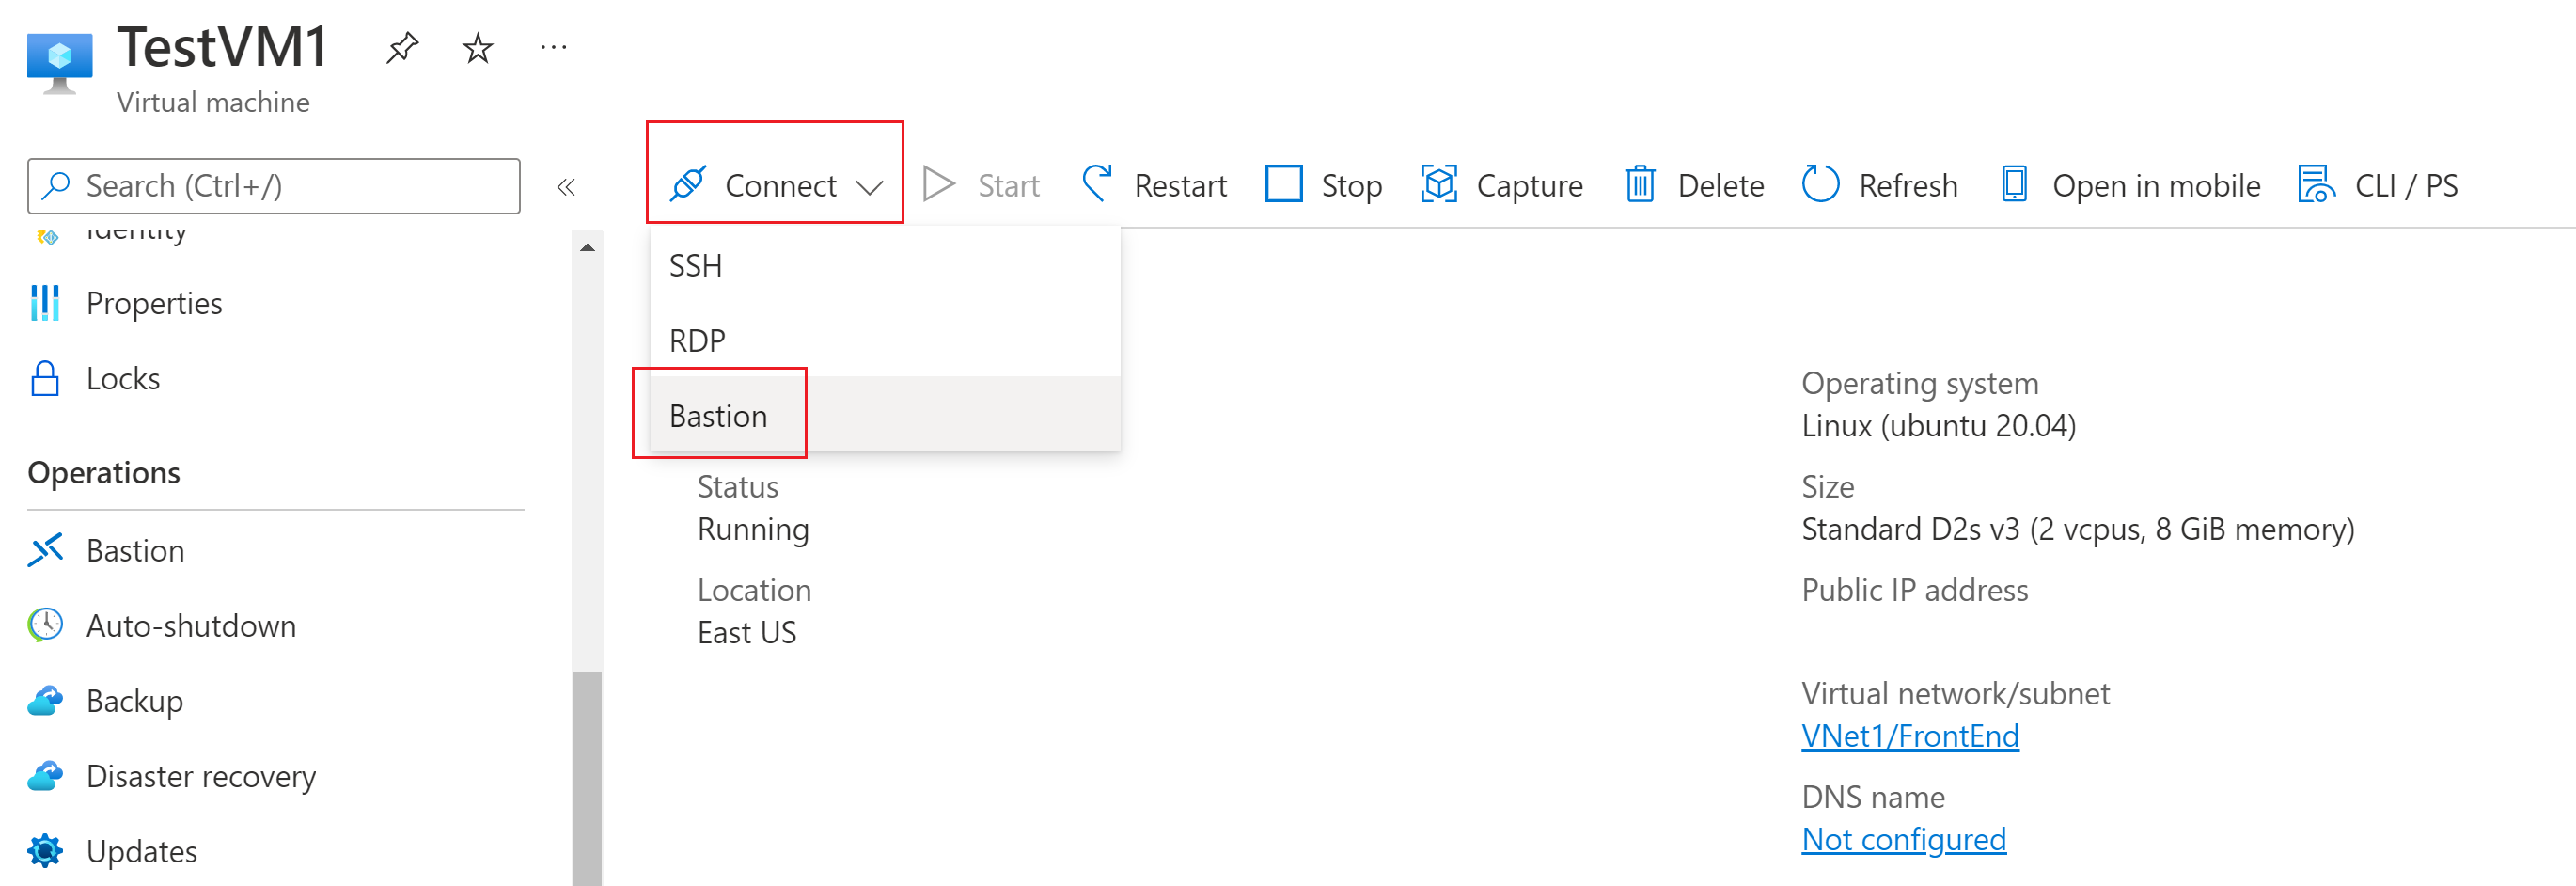 TestVM1
Virtual machine
Search (Ctrl+/)
«
Connect
Start
Restart
Stop
Capture
Delete
Refresh
Open in mobile
CLI / PS
Identity
Properties
Locks
Operations
Bastion
Auto-shutdown
Backup
Disaster recovery
Updates
SSH
RDP
Bastion
Status
Running
Location
East US
Operating system
Linux (ubuntu 20.04)
Size
Standard D2s v3 (2 vcpus, 8 GiB memory)
Public IP address
Virtual network/subnet
VNet1/FrontEnd
DNS name
Not configured